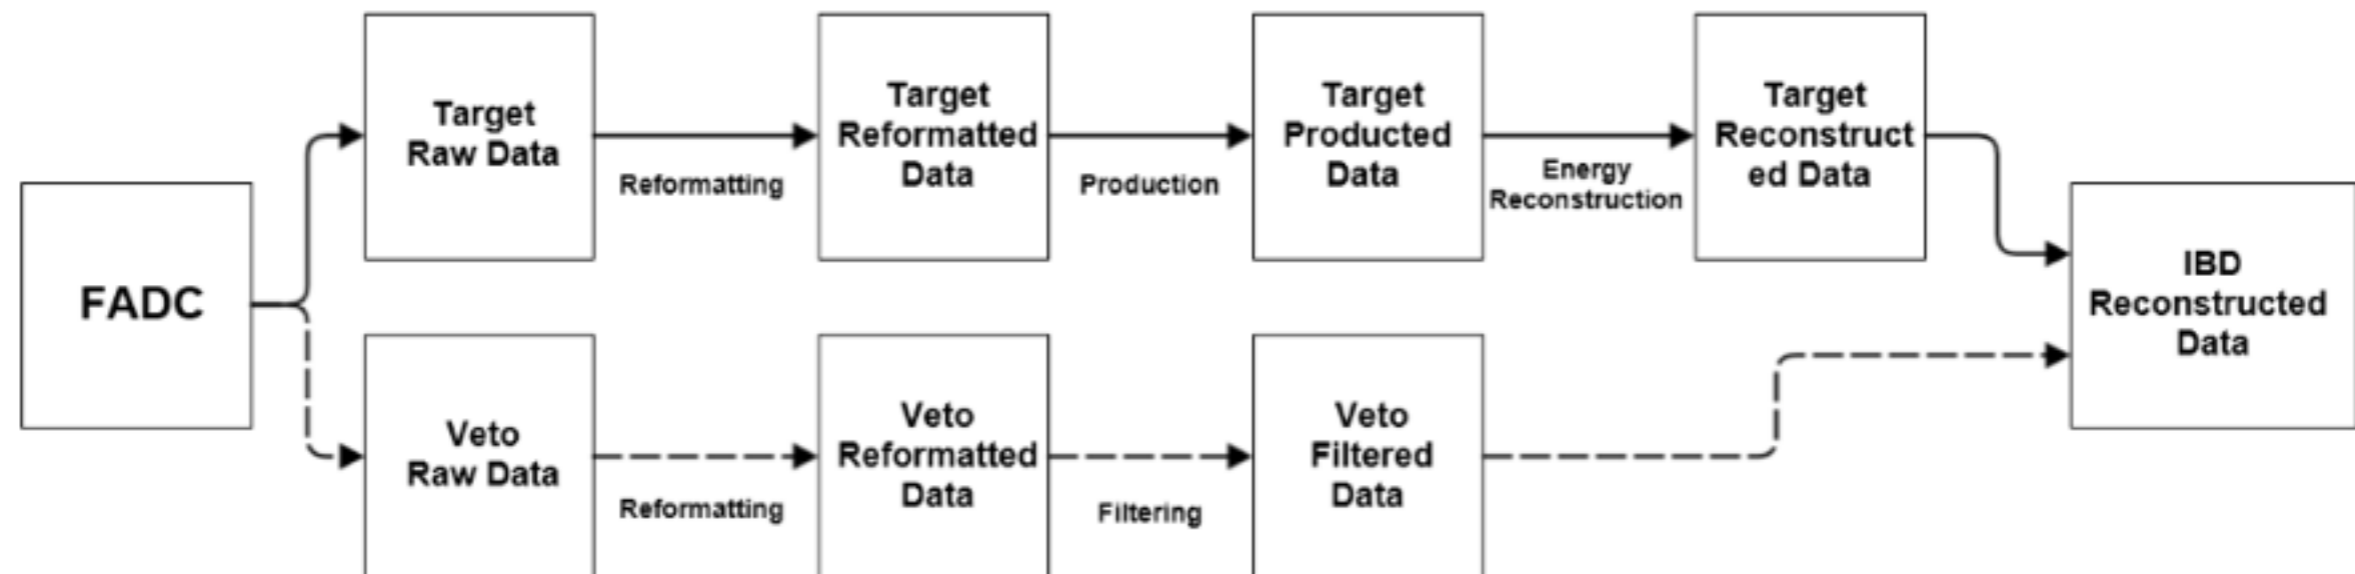 FADC
Target
Raw Data
Reformatting
Target
Reformatted
Data
Production
Target
Producted
Data
Energy
Reconstruction
Target
Reconstruct
ed Data
IBD
Reconstructed
Data
Veto
Raw Data
Reformatting
Veto
Reformatted
Data
Filtering
Veto
Filtered
Data